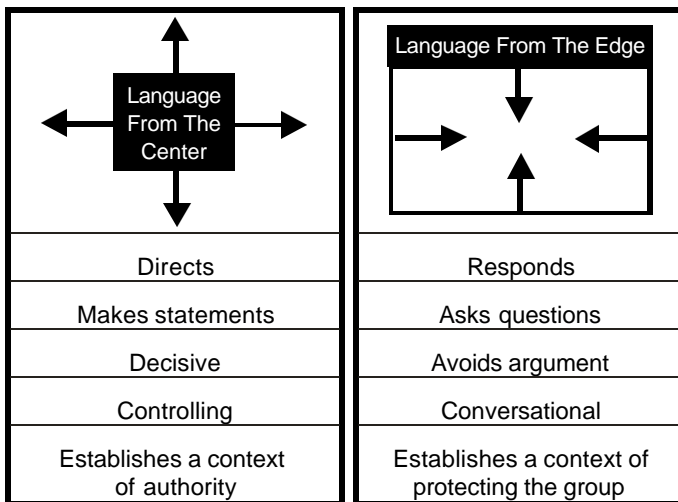 Language
From The
Center
Directs
Makes statements
Decisive
Controlling
Establishes a context
of authority
Language From The Edge
Responds
Asks questions
Avoids argument
Conversational
Establishes a context of
protecting the group